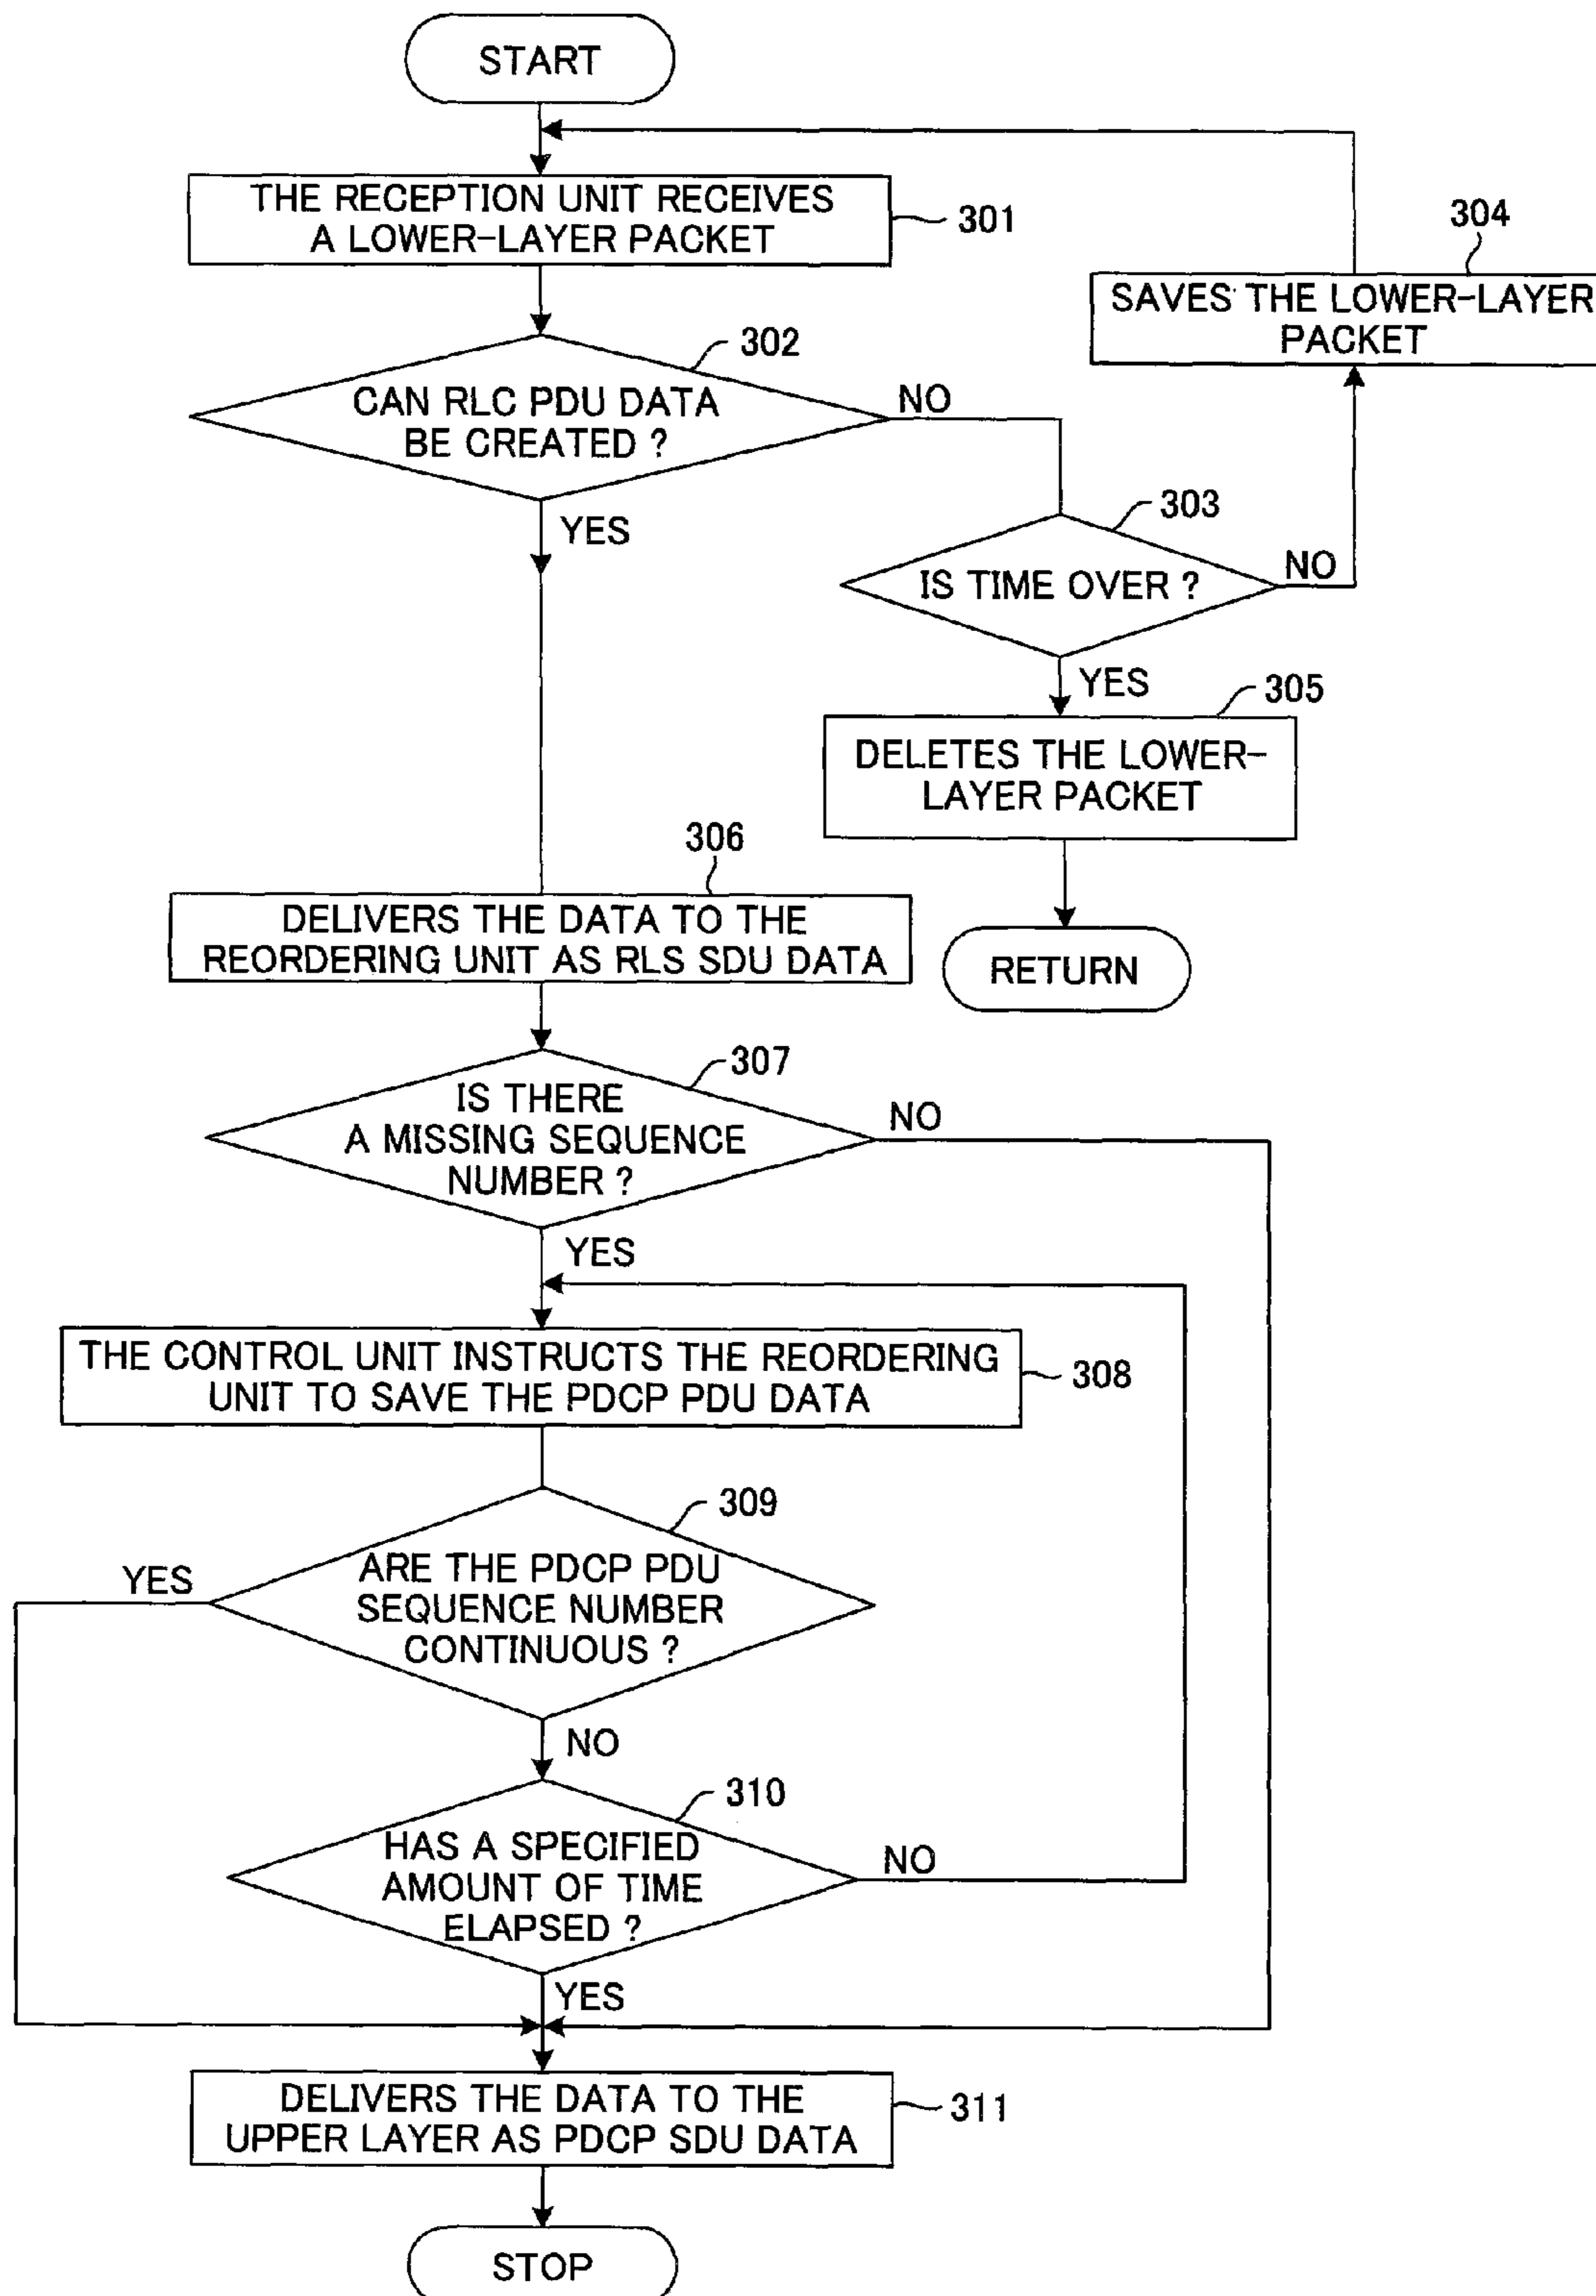 START
THE RECEPTION UNIT RECEIVES
A LOWER-LAYER PACKET
301
304
SAVES THE LOWER-LAYER
PACKET
302
CAN RLC PDU DATA
BE CREATED ?
NO
YES
303
IS TIME OVER ?
NO
YES
305
DELETES THE LOWER-
LAYER PACKET
RETURN
306
DELIVERS THE DATA TO THE
REORDERING UNIT AS RLS SDU DATA
307
IS THERE
A MISSING SEQUENCE
NUMBER ?
NO
YES
THE CONTROL UNIT INSTRUCTS THE REORDERING
UNIT TO SAVE THE PDCP PDU DATA
308
309
ARE THE PDCP PDU
SEQUENCE NUMBER
CONTINUOUS ?
YES
NO
310
HAS A SPECIFIED
AMOUNT OF TIME
ELAPSED ?
NO
YES
DELIVERS THE DATA TO THE
UPPER LAYER AS PDCP SDU DATA
311
STOP